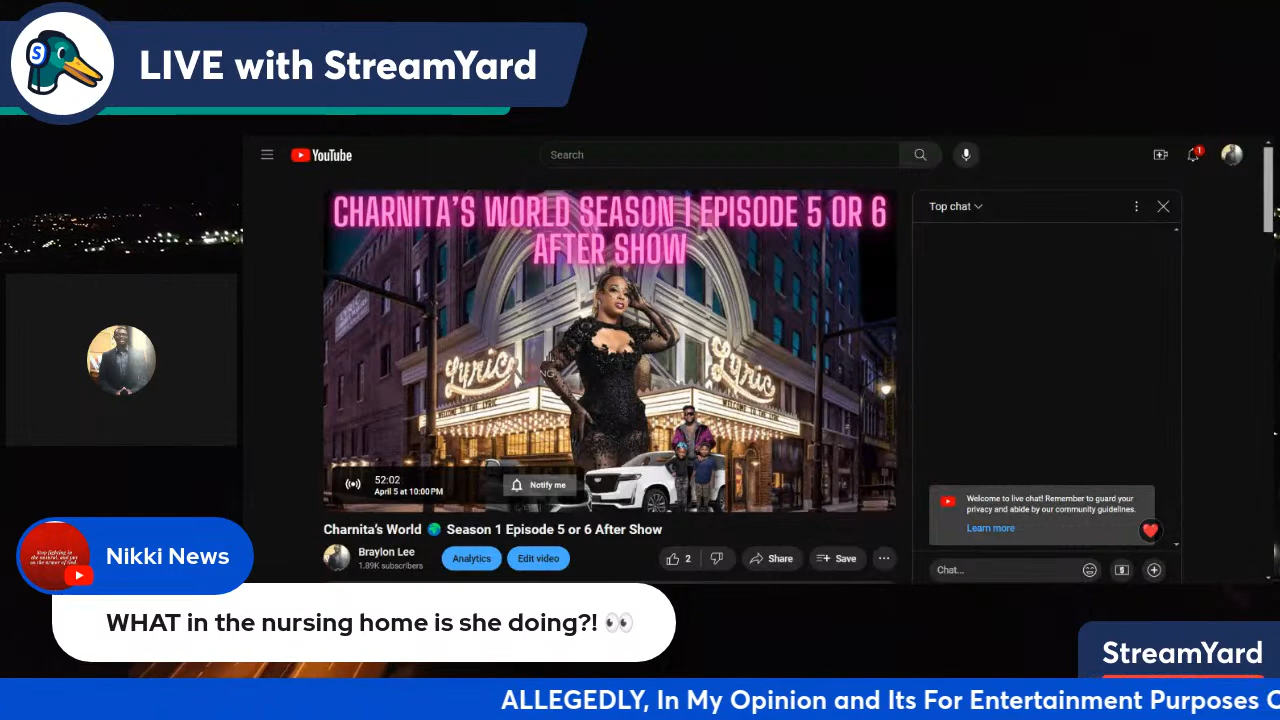 S
LIVE with StreamYard
YouTube
Search
1
CHARNITA'S WORLD SEASON 1 EPISODE 5 OR 6
AFTER SHOW
Lyric
Lyric
52:02
April 5 at 10:00 PM
Notify me
Charnita's World 🌍 Season 1 Episode 5 or 6 After Show
Braylon Lee
1.89K subscribers
Analytics
Edit video
2
Share
Save
Top chat
Welcome to live chat! Remember to guard your
privacy and abide by our community guidelines.
Learn more
Chat...
Nikki News
WHAT in the nursing home is she doing?! 👀
StreamYard
ALLEGEDLY, In My Opinion and Its For Entertainment Purposes